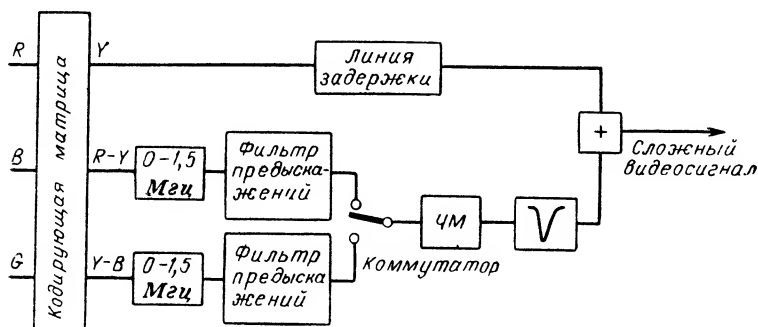 R
Y
Линия
задержки
Кодирующая матрица
+
Сложный
видеосигнал
B
R-Y
0-1,5
Мгц
Фильтр
предыска-
жений
ЧМ
Коммутатор
G
Y-B
0-1,5
Мгц
Фильтр
предыска-
жений